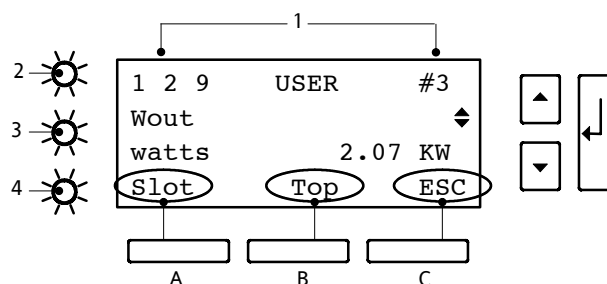 1
2
3
4
1 2 9 USER #3
Wout
watts 2.07 KW
Slot Top ESC
A B C